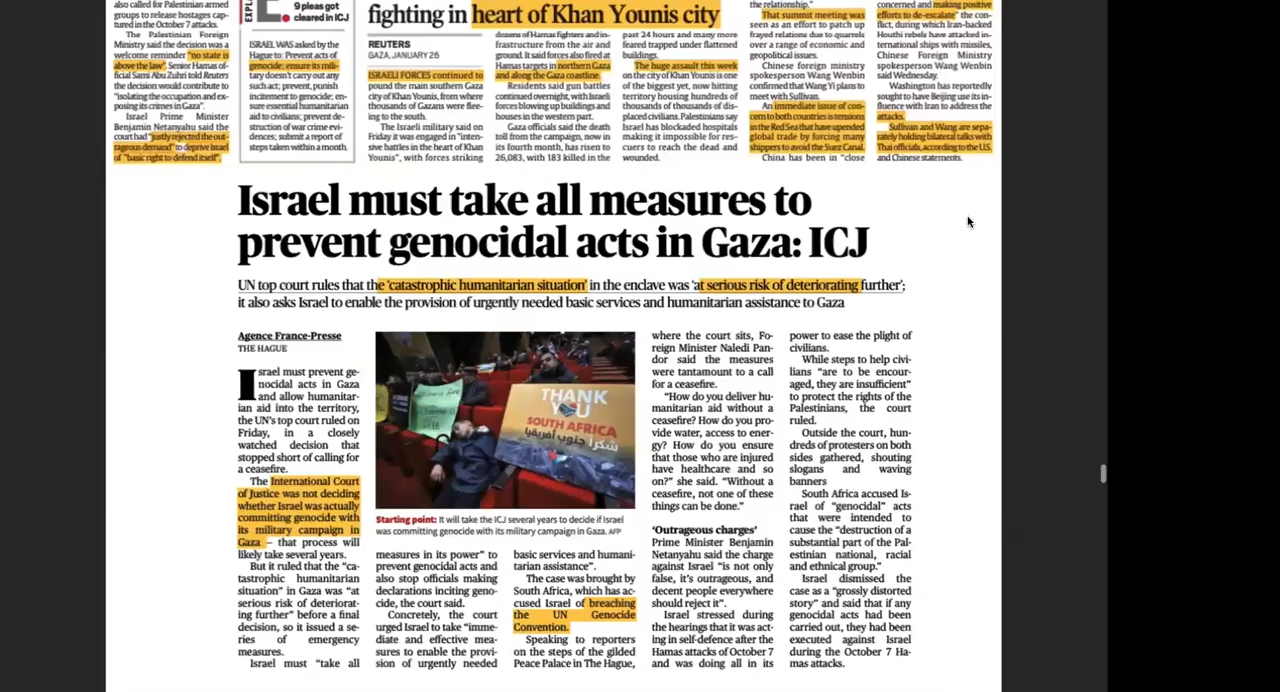 also called for Palestinian armed
groups to release hostages cap-
tured in the October 7 attacks.
The Palestinian Foreign
Ministry said the decision was a
welcome reminder "no state is
above the law". Senior Hamas of-
ficial Sami Abu Zuhri told Reuters
the decision would contribute to
"isolating the occupation and ex-
posing its crimes in Gaza".
Israel Prime Minister
Benjamin Netanyahu said the
court had "justly rejected the out-
rageous demand" to deprive Israel
of "basic right to defend itself".
EXPL
E.
9 pleas got
cleared in ICJ
ISRAEL WAS asked by the
Hague to: Prevent acts of
genocide; ensure its mili-
tary doesn't carry out any
such act; prevent, punish
incitement to genocide; en-
sure essential humanitarian
aid to civilians; prevent de-
struction of war crime evi-
dences; submit a report of
steps taken within a month.
fighting in heart of Khan Younis city
REUTERS
GAZA, JANUARY 26
ISRAELI FORCES continued to
pound the main southern Gaza
city of Khan Younis, from where
thousands of Gazans were flee-
ing to the south.
The Israeli military said on
Friday it was engaged in "inten-
sive battles in the heart of Khan
Younis", with forces striking
dozens of Hamas fighters and in-
frastructure from the air and
ground. It said forces also fired at
Hamas targets in northern Gaza
and along the Gaza coastline.
Residents said gun battles
continued overnight, with Israeli
forces blowing up buildings and
houses in the western part.
Gaza officials said the death
toll from the campaign, now in
its fourth month, has risen to
26,083, with 183 killed in the
past 24 hours and many more
feared trapped under flattened
buildings.
The huge assault this week
on the city of Khan Younis is one
of the biggest yet, now hitting
territory housing hundreds of
thousands of thousands of dis-
placed civilians. Palestinians say
Israel has blockaded hospitals
making it impossible for res-
cuers to reach the dead and
wounded.
the relationship."
That summit meeting was
seen as an effort to patch up
frayed relations due to quarrels
over a range of economic and
geopolitical issues.
Chinese foreign ministry
spokesperson Wang Wenbin
confirmed that Wang Yi plans to
meet with Sullivan.
An immediate issue of con-
cern to both countries is tensions
in the Red Sea that have upended
global trade by forcing many
shippers to avoid the Suez Canal.
China has been in "close
concerned and making positive
efforts to de-escalate" the con-
flict, during which Iran-backed
Houthi rebels have attacked in-
ternational ships with missiles,
Chinese Foreign Ministry
spokesperson Wang Wenbin
said Wednesday.
Washington has reportedly
sought to have Beijing use its in-
fluence with Iran to address the
attacks.
Sullivan and Wang are sepa-
rately holding bilateral talks with
Thai officials, according to the U.S.
and Chinese statements.
Israel must take all measures to
prevent genocidal acts in Gaza: ICJ
UN top court rules that the 'catastrophic humanitarian situation' in the enclave was 'at serious risk of deteriorating further';
it also asks Israel to enable the provision of urgently needed basic services and humanitarian assistance to Gaza
Agence France-Presse
THE HAGUE
Israel must prevent ge-
nocidal acts in Gaza
and allow humanitar-
ian aid into the territory,
the UN's top court ruled on
Friday, in a closely
watched decision that
stopped short of calling for
a ceasefire.
The International Court
of Justice was not deciding
whether Israel was actually
committing genocide with
its military campaign in
Gaza – that process will
likely take several years.
But it ruled that the "ca-
tastrophic humanitarian
situation" in Gaza was "at
serious risk of deteriorat-
ing further" before a final
decision, so it issued a se-
ries of emergency
measures.
Israel must "take all
THANK
YOU
SOUTH AFRICA
شكرا جنوب أفريقيا
Starting point: It will take the ICJ several years to decide if Israel
was committing genocide with its military campaign in Gaza. AFP
measures in its power" to
prevent genocidal acts and
also stop officials making
declarations inciting geno-
cide, the court said.
Concretely, the court
urged Israel to take "imme-
diate and effective mea-
sures to enable the provi-
sion of urgently needed
basic services and humani-
tarian assistance".
The case was brought by
South Africa, which has ac-
cused Israel of breaching
the UN Genocide
Convention.
Speaking to reporters
on the steps of the gilded
Peace Palace in The Hague,
where the court sits, Fo-
reign Minister Naledi Pan-
dor said the measures
were tantamount to a call
for a ceasefire.
"How do you deliver hu-
manitarian aid without a
ceasefire? How do you pro-
vide water, access to ener-
gy? How do you ensure
that those who are injured
have healthcare and so
on?" she said. "Without a
ceasefire, not one of these
things can be done."
'Outrageous charges'
Prime Minister Benjamin
Netanyahu said the charge
against Israel "is not only
false, it's outrageous, and
decent people everywhere
should reject it".
Israel stressed during
the hearings that it was act-
ing in self-defence after the
Hamas attacks of October 7
and was doing all in its
power to ease the plight of
civilians.
While steps to help civi-
lians "are to be encour-
aged, they are insufficient"
to protect the rights of the
Palestinians, the court
ruled.
Outside the court, hun-
dreds of protesters on both
sides gathered, shouting
slogans and waving
banners
South Africa accused Is-
rael of "genocidal" acts
that were intended to
cause the "destruction of a
substantial part of the Pal-
estinian national, racial
and ethnical group."
Israel dismissed the
case as a "grossly distorted
story" and said that if any
genocidal acts had been
carried out, they had been
executed against Israel
during the October 7 Ha-
mas attacks.